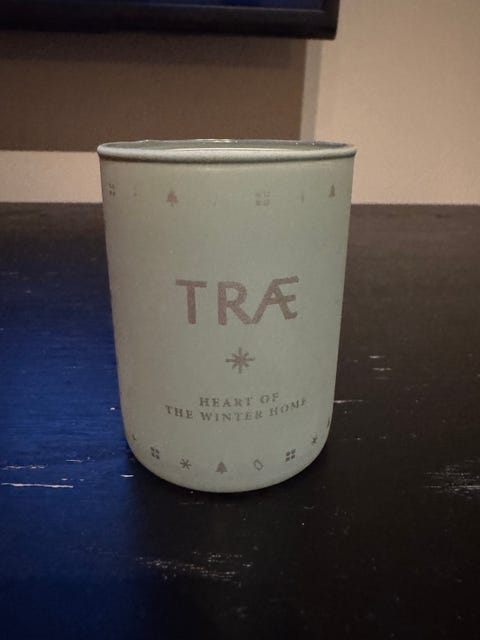 TRÆ
HEART OF
THE WINTER HOME